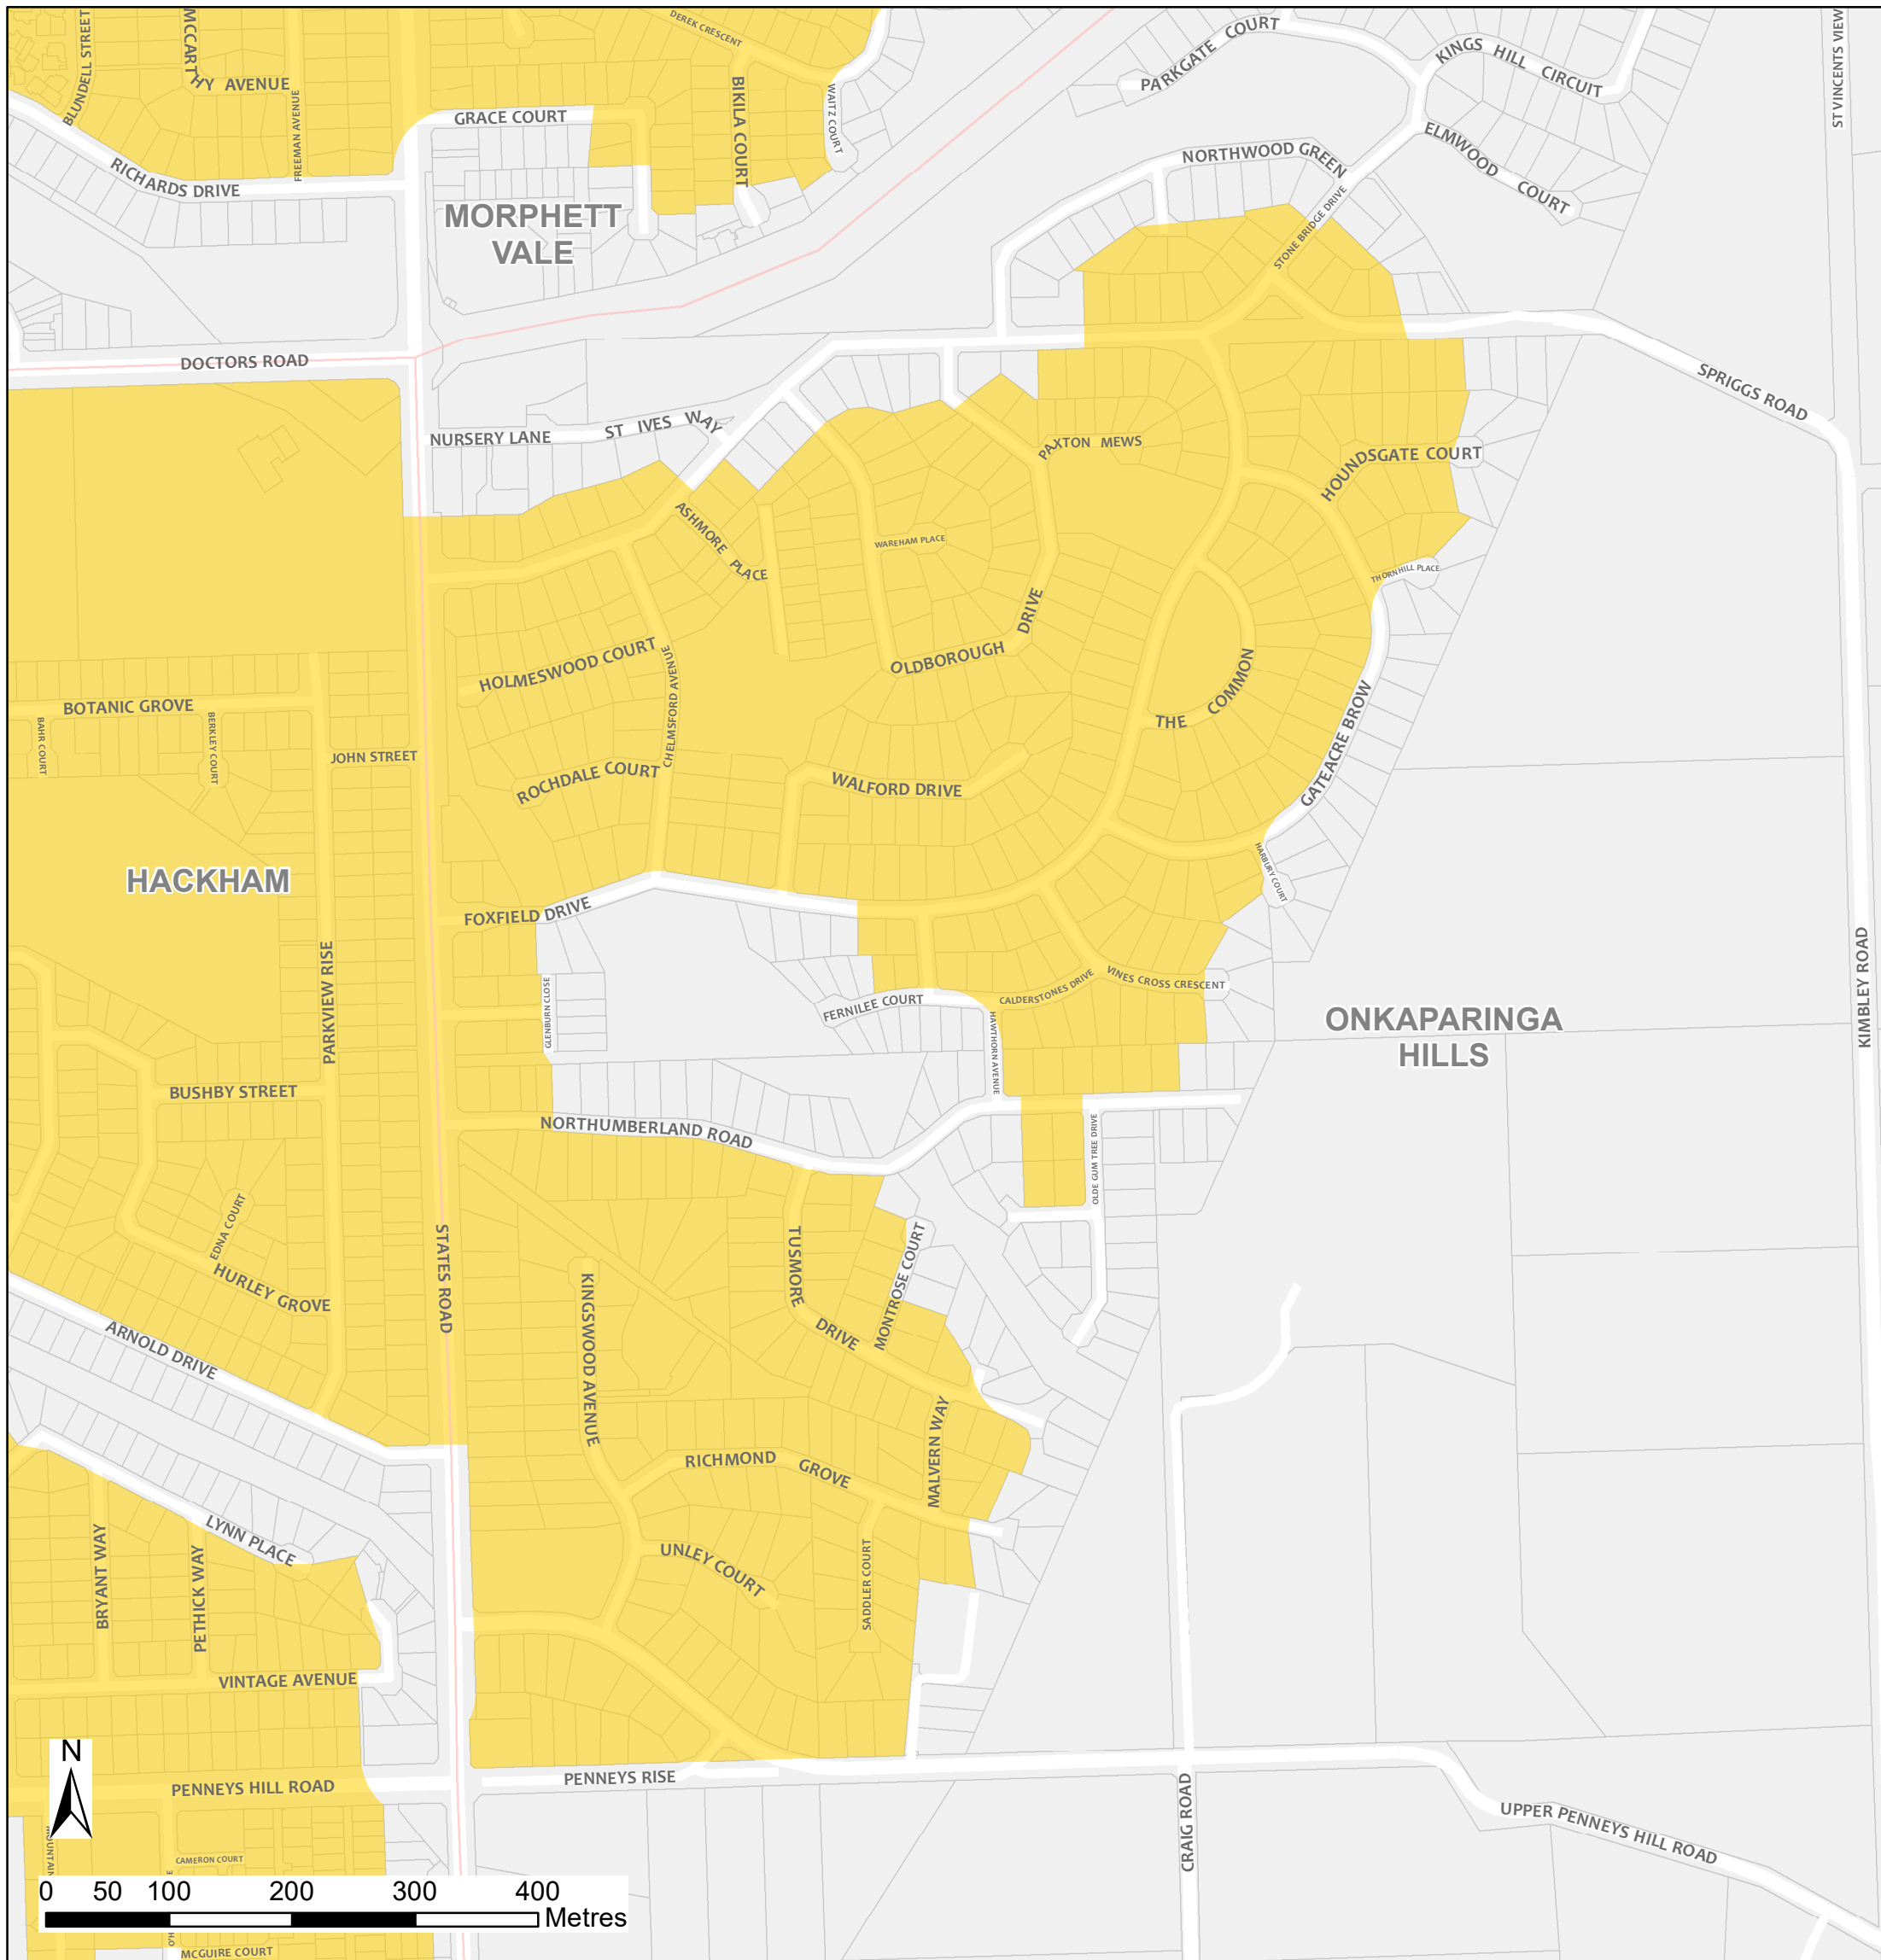 DEREK CRESCENT
BLUNDELL STREET
MCCARTHY AVENUE
FREEMAN AVENUE
BIKILA COURT
WAITZ COURT
GRACE COURT
PARKGATE COURT
KINGS HILL CIRCUIT
ST VINCENTS VIEW
ELMWOOD COURT
NORTHWOOD GREEN
STONE BRIDGE DRIVE
RICHARDS DRIVE
MORPHETT
VALE
DOCTORS ROAD
SPRIGGS ROAD
NURSERY LANE
ST IVES WAY
PAXTON MEWS
HOUNDSGATE COURT
ASHMORE PLACE
WAREHAM PLACE
THORNHILL PLACE
OLDBOROUGH DRIVE
HOLMESWOOD COURT
CHELMSFORD AVENUE
THE COMMON
GATEACRE BROW
BOTANIC GROVE
BAHR COURT
BERKLEY COURT
JOHN STREET
ROCHDALE COURT
WALFORD DRIVE
HARBURY COURT
HACKHAM
FOXFIELD DRIVE
PARKVIEW RISE
GLENBURN CLOSE
FERNILEE COURT
CALDERSTONES DRIVE
VINES CROSS CRESCENT
HAWTHORN AVENUE
ONKAPARINGA
HILLS
KIMBLEY ROAD
BUSHBY STREET
NORTHUMBERLAND ROAD
OLDE GUM TREE DRIVE
EDNA COURT
HURLEY GROVE
STATES ROAD
TUSMORE DRIVE
MONTROSE COURT
KINGSWOOD AVENUE
ARNOLD DRIVE
MALVERN WAY
RICHMOND GROVE
LYNN PLACE
BRYANT WAY
PETHICK WAY
UNLEY COURT
SADDLER COURT
VINTAGE AVENUE
N
PENNEYS HILL ROAD
PENNEYS RISE
CRAIG ROAD
UPPER PENNEYS HILL ROAD
MOUNTAIN
CAMERON COURT
0 50 100 200 300 400
Metres
MCGUIRE COURT